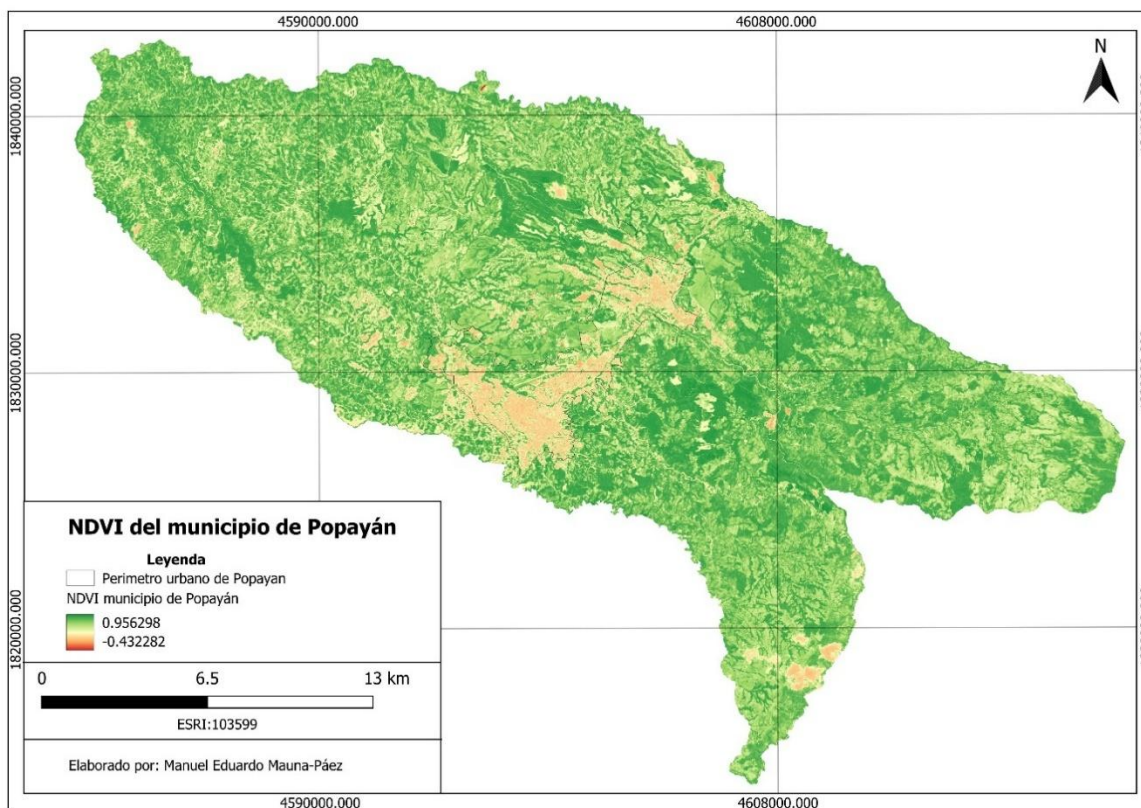 4590000.000 4608000.000
N
1840000.000
1830000.000
1820000.000
NDVI del municipio de Popayán
Leyenda
Perimetro urbano de Popayan
NDVI municipio de Popayán
0.956298
-0.432282
0 6.5 13 km
ESRI:103599
Elaborado por: Manuel Eduardo Mauna-Páez
4590000.000 4608000.000